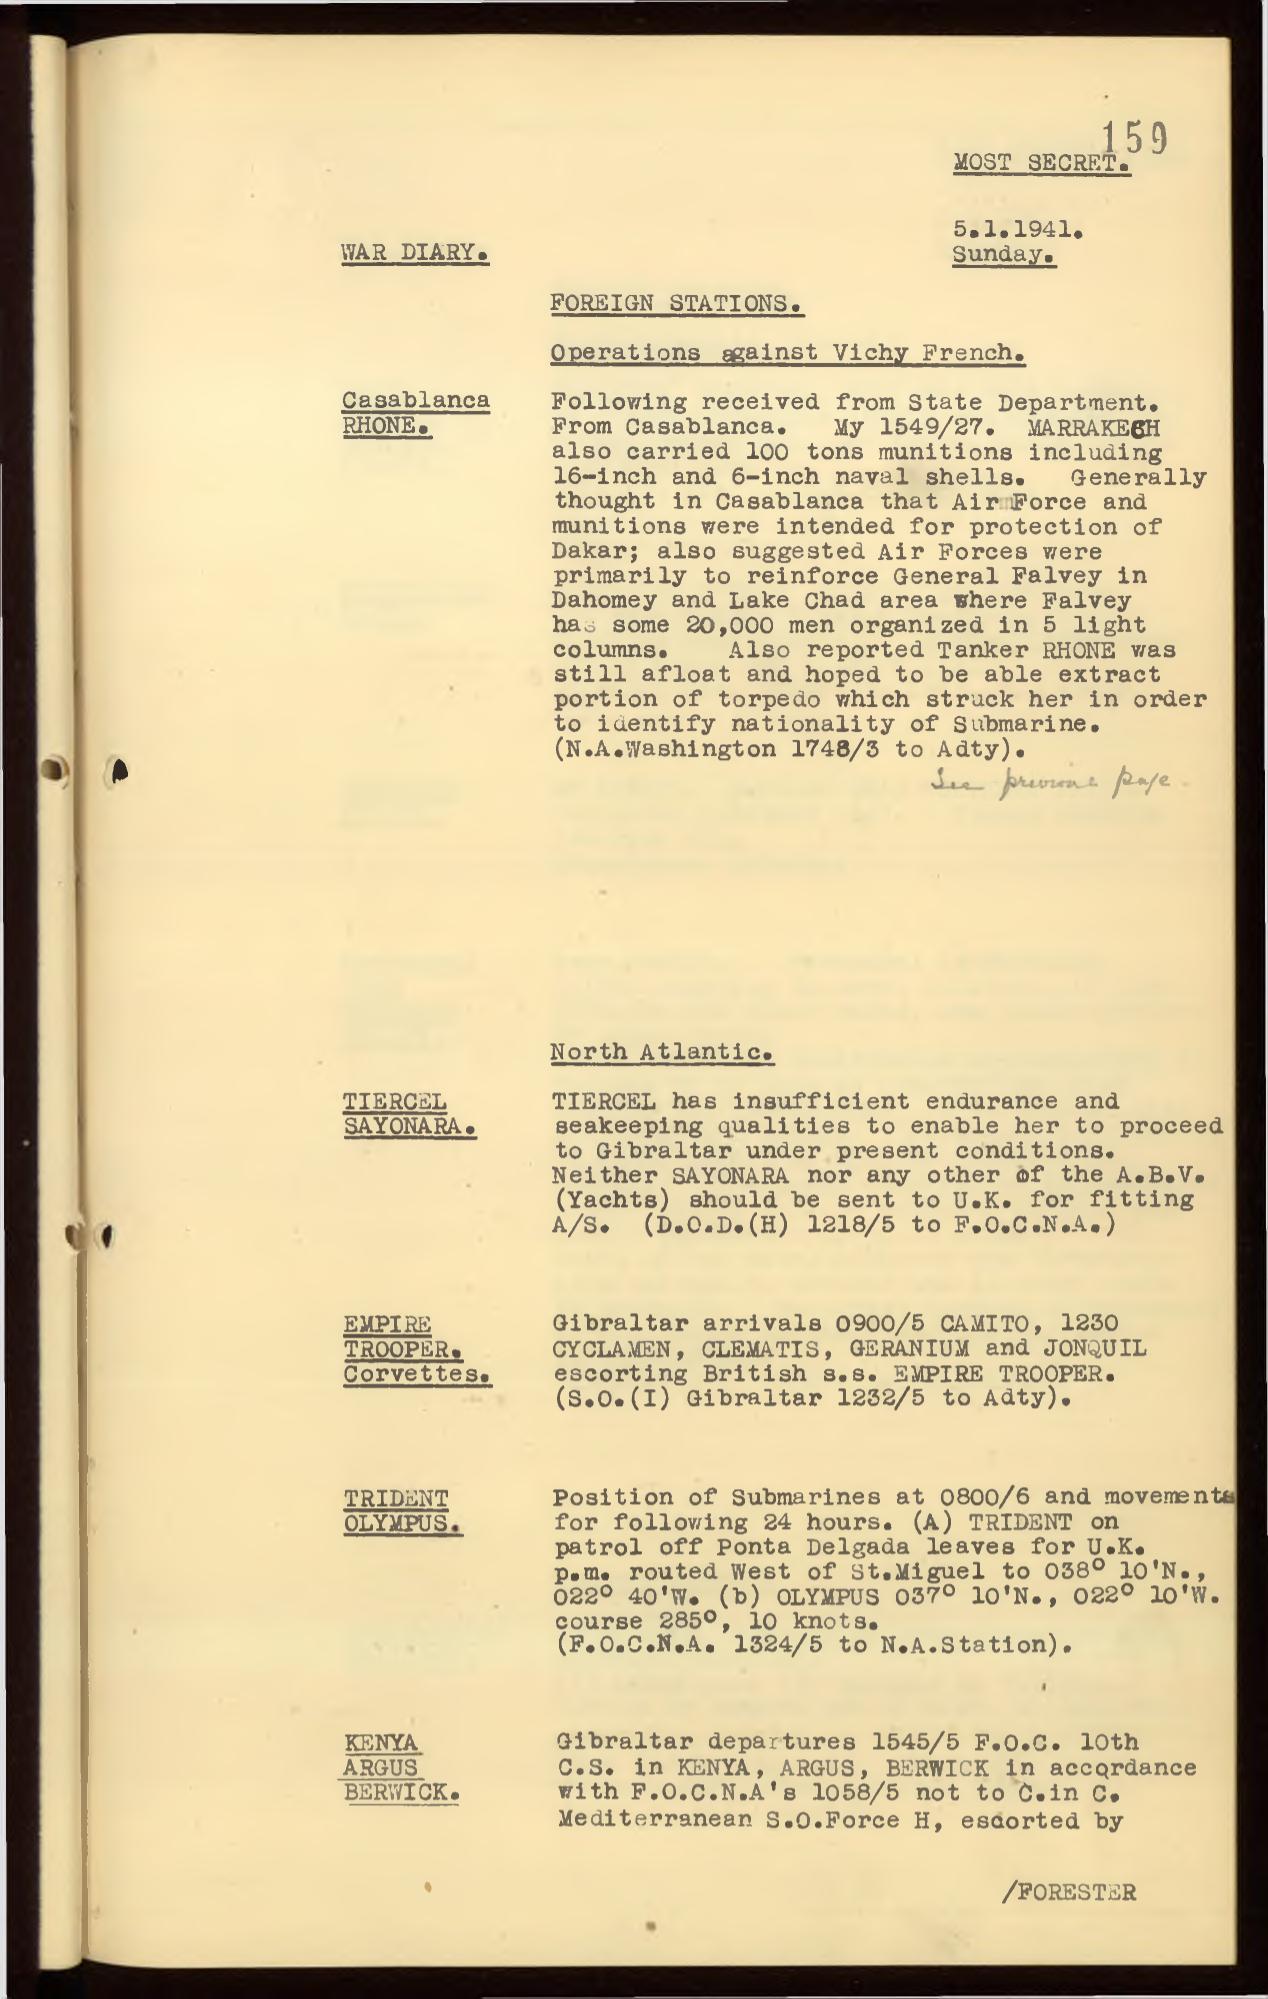 159
MOST SECRET.
5.1.1941.
WAR DIARY.
Sunday.
FOREIGN STATIONS.
Operations against Vichy French.
Casablanca
RHONE.
Following received from State Department.
From Casablanca. My 1549/27. MARRAKECH
also carried 100 tons munitions including
16-inch and 6-inch naval shells. Generally
thought in Casablanca that Air Force and
munitions were intended for protection of
Dakar; also suggested Air Forces were
primarily to reinforce General Falvey in
Dahomey and Lake Chad area where Falvey
has some 20,000 men organized in 5 light
columns. Also reported Tanker RHONE was
still afloat and hoped to be able extract
portion of torpedo which struck her in order
to identify nationality of Submarine.
(N.A.Washington 1748/3 to Adty).
See previous page
North Atlantic.
TIERCEL
SAYONARA.
TIERCEL has insufficient endurance and
seakeeping qualities to enable her to proceed
to Gibraltar under present conditions.
Neither SAYONARA nor any other of the A.B.V.
(Yachts) should be sent to U.K. for fitting
A/S. (D.O.D.(H) 1218/5 to F.O.C.N.A.)
EMPIRE
TROOPER.
Corvettes.
Gibraltar arrivals 0900/5 CAMITO, 1230
CYCLAMEN, CLEMATIS, GERANIUM and JONQUIL
escorting British s.s. EMPIRE TROOPER.
(S.O.(I) Gibraltar 1232/5 to Adty).
TRIDENT
OLYMPUS.
Position of Submarines at 0800/6 and movements
for following 24 hours. (A) TRIDENT on
patrol off Ponta Delgada leaves for U.K.
p.m. routed West of St.Miguel to 038° 10'N.,
022° 40'W. (b) OLYMPUS 037° 10'N., 022° 10'W.
course 285°, 10 knots.
(F.O.C.N.A. 1324/5 to N.A.Station).
KENYA
ARGUS
BERWICK.
Gibraltar departures 1545/5 F.O.C. 10th
C.S. in KENYA, ARGUS, BERWICK in accordance
with F.O.C.N.A's 1058/5 not to C.in C.
Mediterranean S.O.Force H, escorted by
/FORESTER